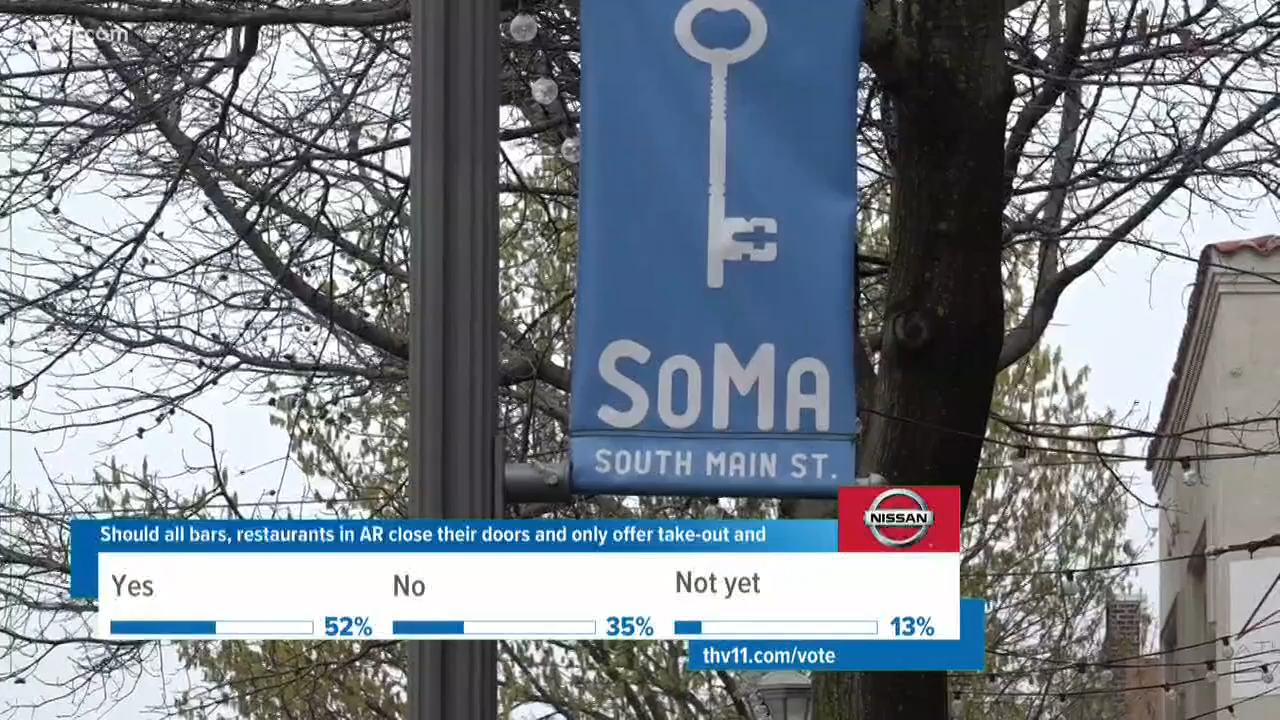 SOMA
SOUTH MAIN ST.
NISSAN
Should all bars, restaurants in AR close their doors and only offer take-out and
Yes
No
Not yet
52%
35%
13%
thv11.com/vote